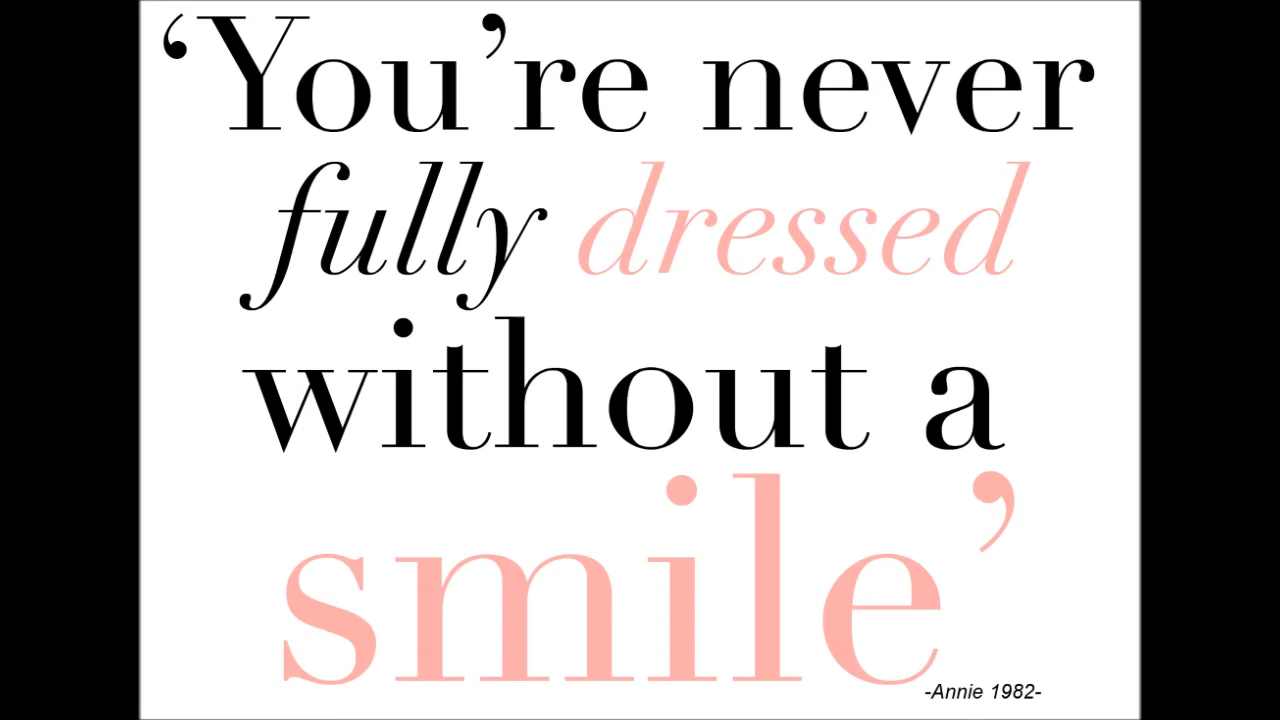 ‘You’re never
fully dressed
without a
smile’
-Annie 1982-